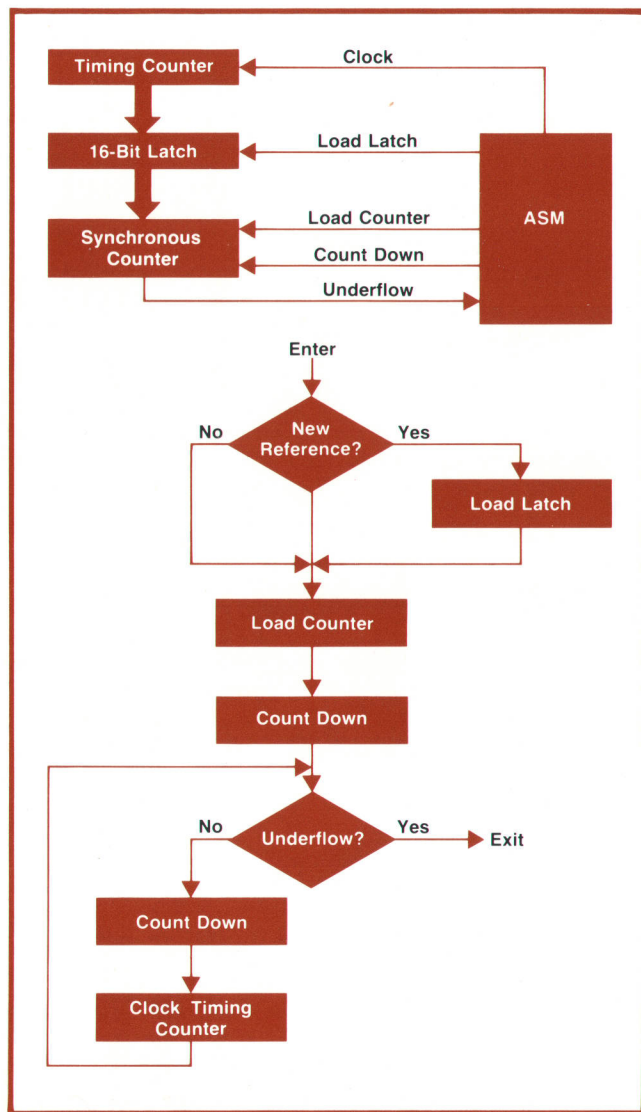 Timing Counter
Clock
16-Bit Latch
Load Latch
ASM
Synchronous
Counter
Load Counter
Count Down
Underflow
Enter
New
Reference?
No
Yes
Load Latch
Load Counter
Count Down
Underflow?
No
Yes
Exit
Count Down
Clock Timing
Counter